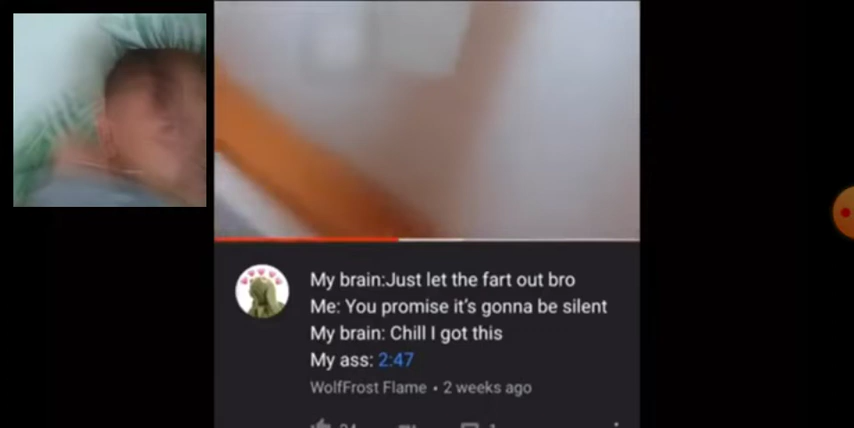 My brain:Just let the fart out bro
Me: You promise it's gonna be silent
My brain: Chill I got this
My ass: 2:47
WolfFrost Flame • 2 weeks ago